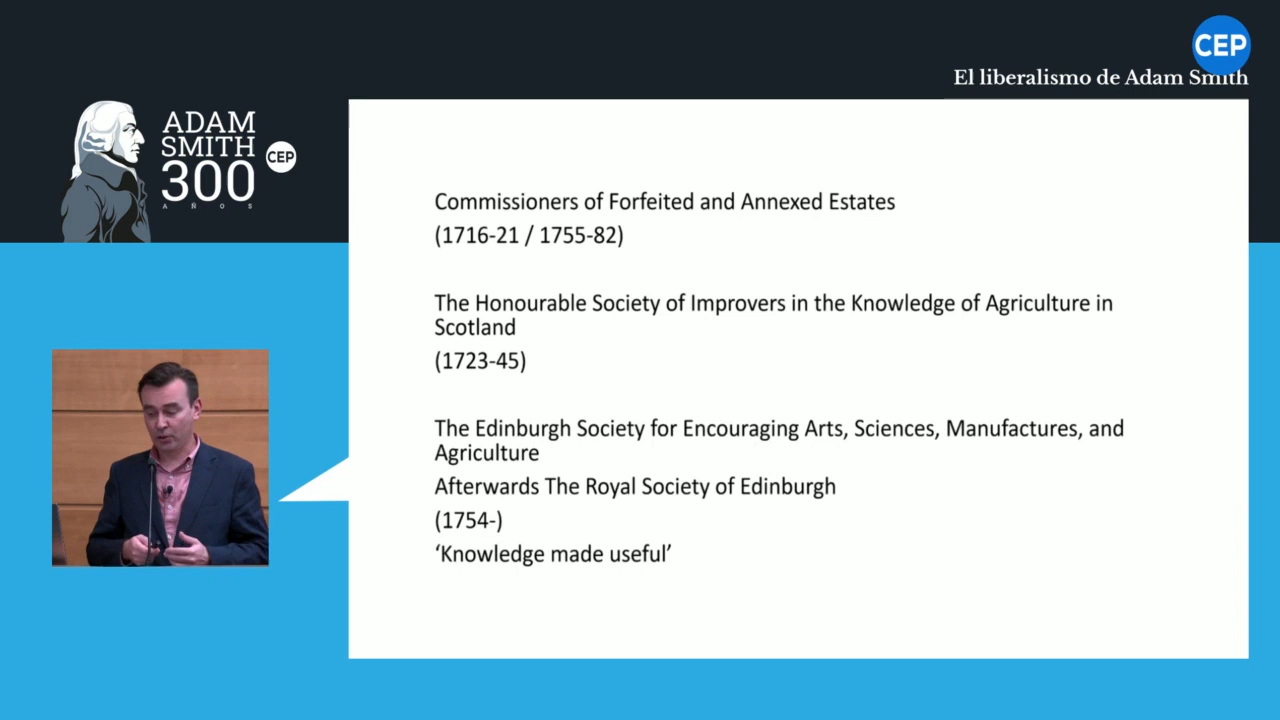 CEP
El liberalismo de Adam Smith
ADAM
SMITH
300
AÑOS
CEP
Commissioners of Forfeited and Annexed Estates
(1716-21 / 1755-82)
The Honourable Society of Improvers in the Knowledge of Agriculture in
Scotland
(1723-45)
The Edinburgh Society for Encouraging Arts, Sciences, Manufactures, and
Agriculture
Afterwards The Royal Society of Edinburgh
(1754-)
‘Knowledge made useful’